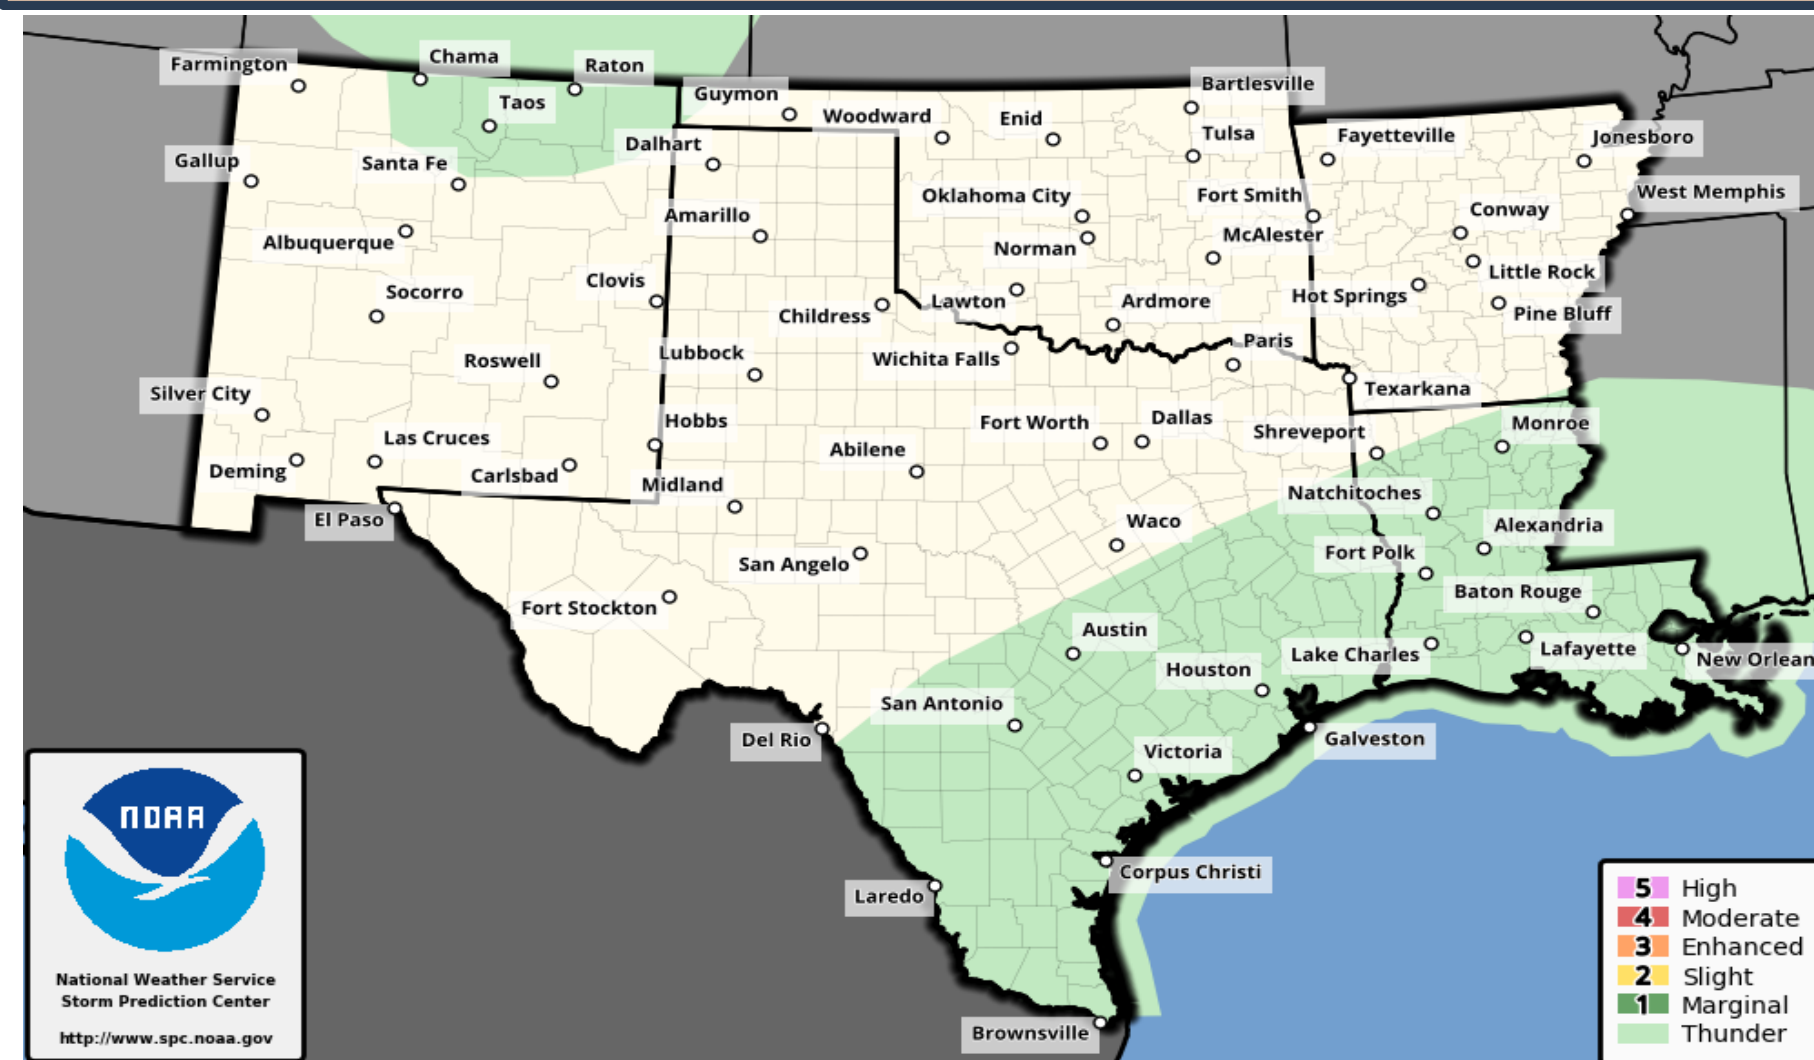 Farmington
Chama
Raton
Taos
Guymon
Woodward
Enid
Bartlesville
Tulsa
Fayetteville
Jonesboro
Gallup
Santa Fe
Dalhart
Oklahoma City
Fort Smith
West Memphis
Conway
Albuquerque
Amarillo
Norman
McAlester
Little Rock
Socorro
Clovis
Childress
Lawton
Ardmore
Hot Springs
Pine Bluff
Roswell
Lubbock
Wichita Falls
Paris
Texarkana
Silver City
Hobbs
Fort Worth
Dallas
Shreveport
Monroe
Las Cruces
Abilene
Deming
Carlsbad
Midland
Natchitoches
El Paso
Waco
Alexandria
San Angelo
Fort Polk
Fort Stockton
Baton Rouge
Austin
Lake Charles
Lafayette
New Orlean
Houston
San Antonio
Del Rio
Galveston
Victoria
Corpus Christi
Laredo
Brownsville
NOAA
National Weather Service
Storm Prediction Center
http://www.spc.noaa.gov
5 High
4 Moderate
3 Enhanced
2 Slight
1 Marginal
Thunder